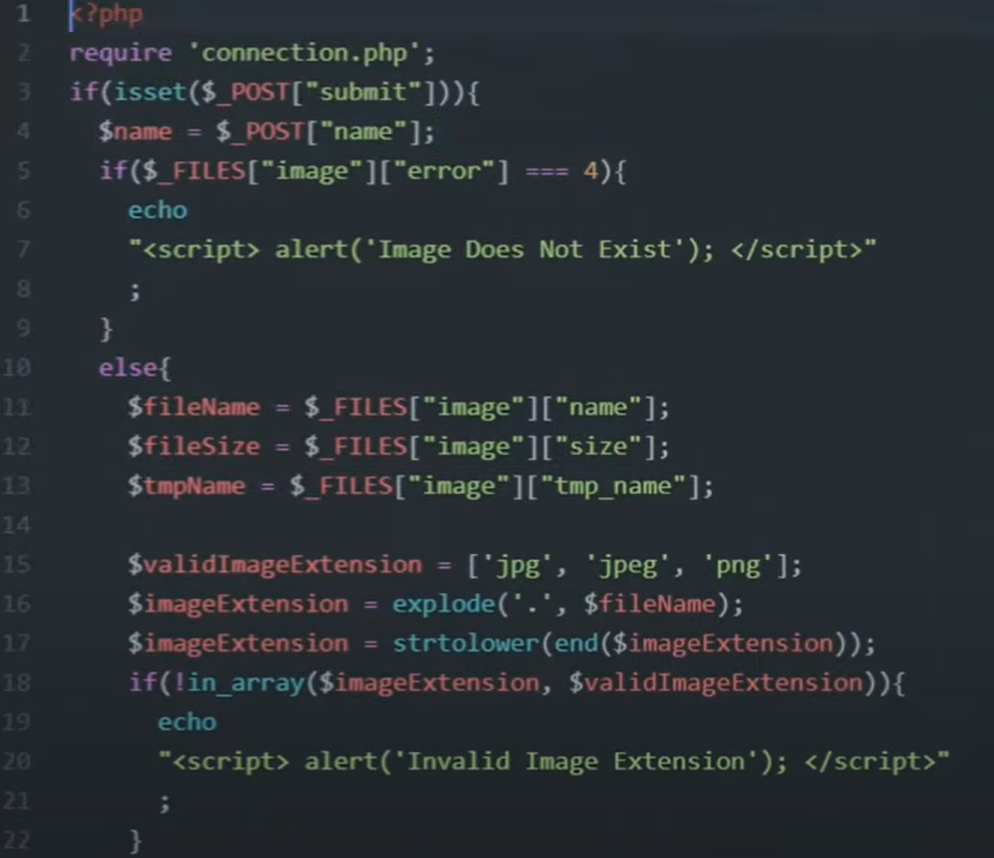 1 <?php
2 require 'connection.php';
3 if(isset($_POST["submit"])){
4 $name = $_POST["name"];
5 if($_FILES["image"]["error"] === 4){
6 echo
7 "<script> alert('Image Does Not Exist'); </script>"
8 ;
9 }
10 else{
11 $fileName = $_FILES["image"]["name"];
12 $fileSize = $_FILES["image"]["size"];
13 $tmpName = $_FILES["image"]["tmp_name"];
14
15 $validImageExtension = ['jpg', 'jpeg', 'png'];
16 $imageExtension = explode('.', $fileName);
17 $imageExtension = strtolower(end($imageExtension));
18 if(!in_array($imageExtension, $validImageExtension)){
19 echo
20 "<script> alert('Invalid Image Extension'); </script>"
21 ;
22 }